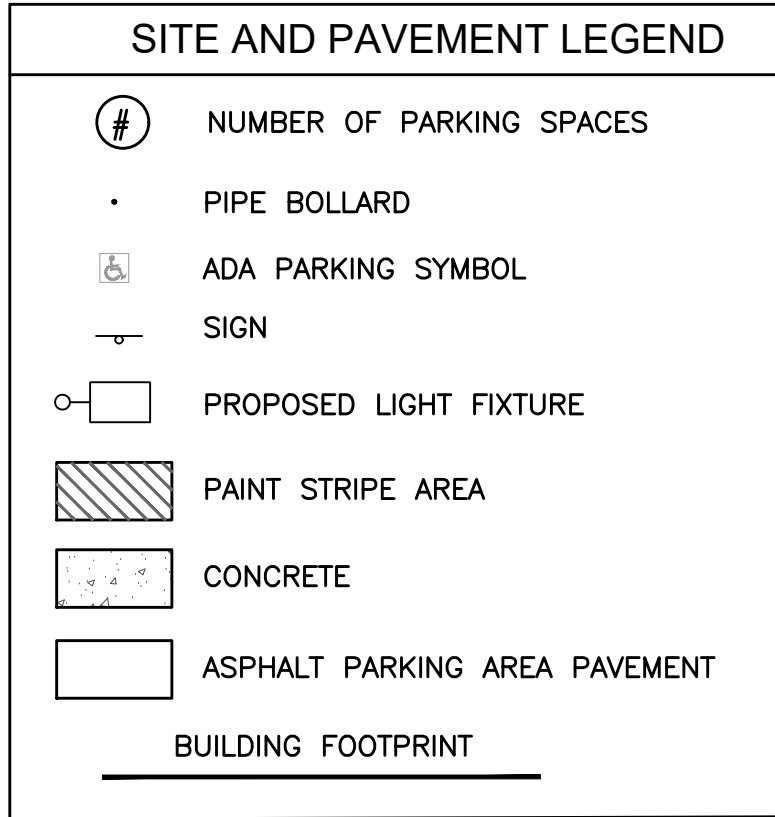 SITE AND PAVEMENT LEGEND
# NUMBER OF PARKING SPACES
PIPE BOLLARD
ADA PARKING SYMBOL
SIGN
PROPOSED LIGHT FIXTURE
PAINT STRIPE AREA
CONCRETE
ASPHALT PARKING AREA PAVEMENT
BUILDING FOOTPRINT